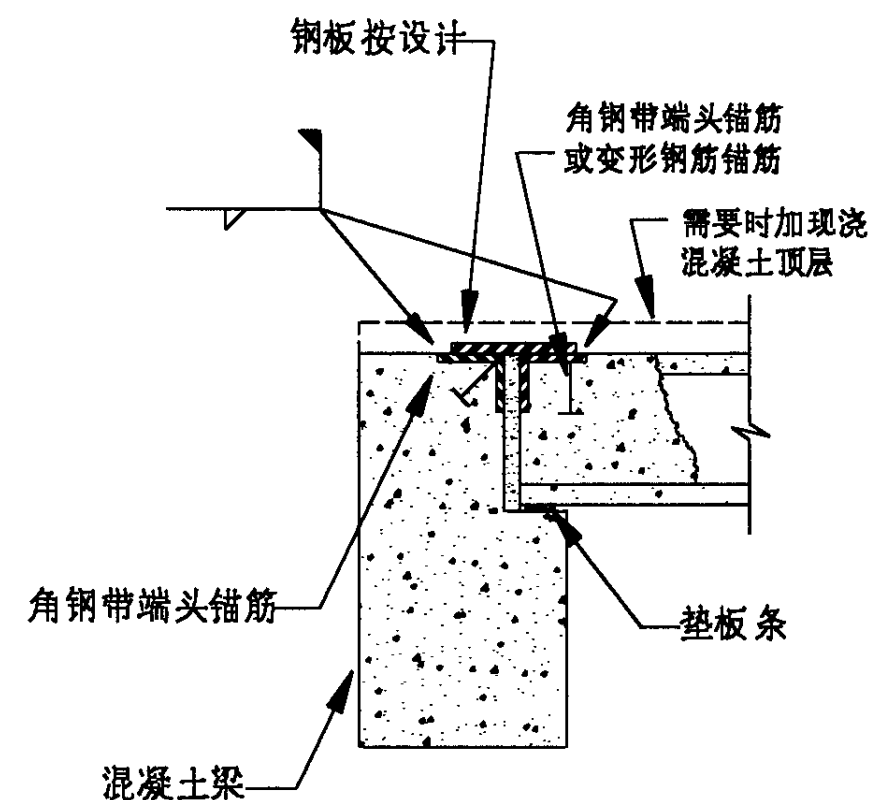 钢板按设计
角钢带端头锚筋
或变形钢筋锚筋
需要时加现浇
混凝土顶层
角钢带端头锚筋
垫板条
混凝土梁